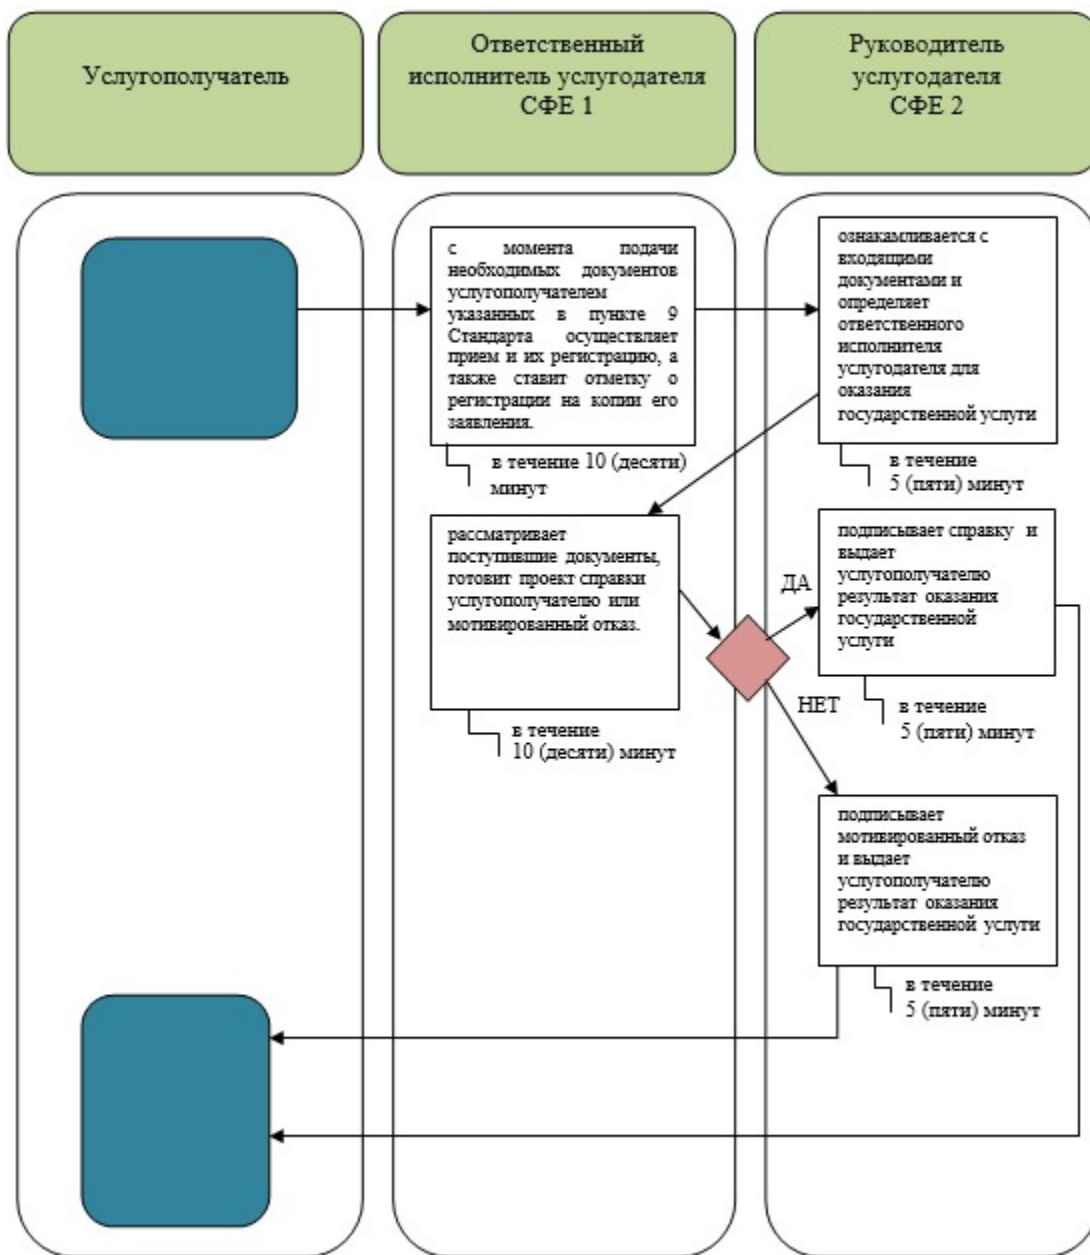 Услугополучатель
Ответственный
исполнитель услугодателя
СФЕ 1
Руководитель
услугодателя
СФЕ 2
с момента подачи
необходимых документов
услугополучателем
указанных в пункте 9
Стандарта осуществляет
прием и их регистрацию, а
также ставит отметку о
регистрации на копии его
заявления.
в течение 10 (десяти)
минут
ознакамливается с
входящими
документами и
определяет
ответственного
исполнителя
услугодателя для
оказания
государственной услуги
в течение
5 (пяти) минут
рассматривает
поступившие документы,
готовит проект справки
услугополучателю или
мотивированный отказ.
в течение
10 (десяти) минут
ДА
НЕТ
подписывает справку и
выдает
услугополучателю
результат оказания
государственной
услуги
в течение
5 (пяти) минут
подписывает
мотивированный отказ
и выдает
услугополучателю
результат оказания
государственной услуги
в течение
5 (пяти) минут